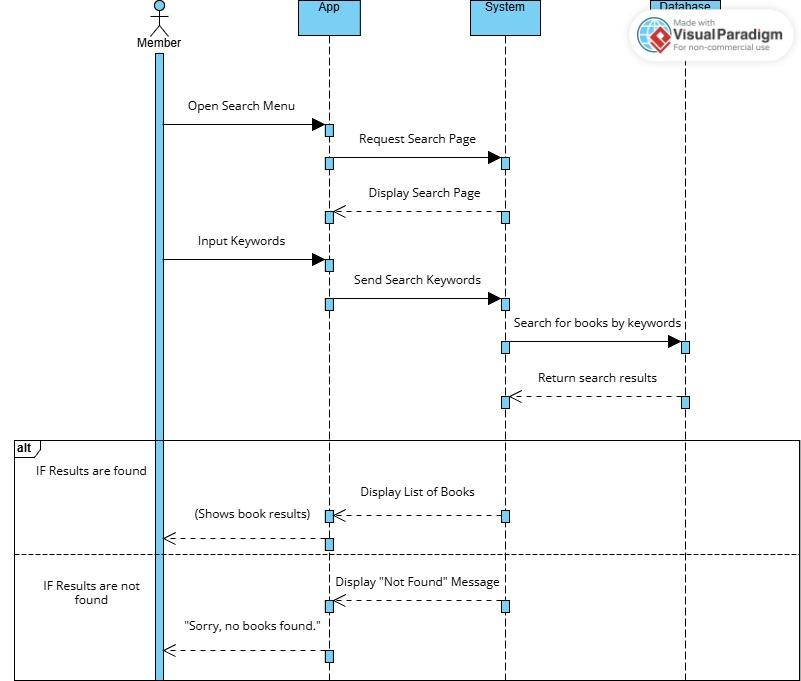 App
System
Database
Made with
VisualParadigm
For non-commercial use
Member
Open Search Menu
Request Search Page
Display Search Page
Input Keywords
Send Search Keywords
Search for books by keywords
Return search results
alt
IF Results are found
Display List of Books
(Shows book results)
IF Results are not
found
Display "Not Found" Message
"Sorry, no books found."